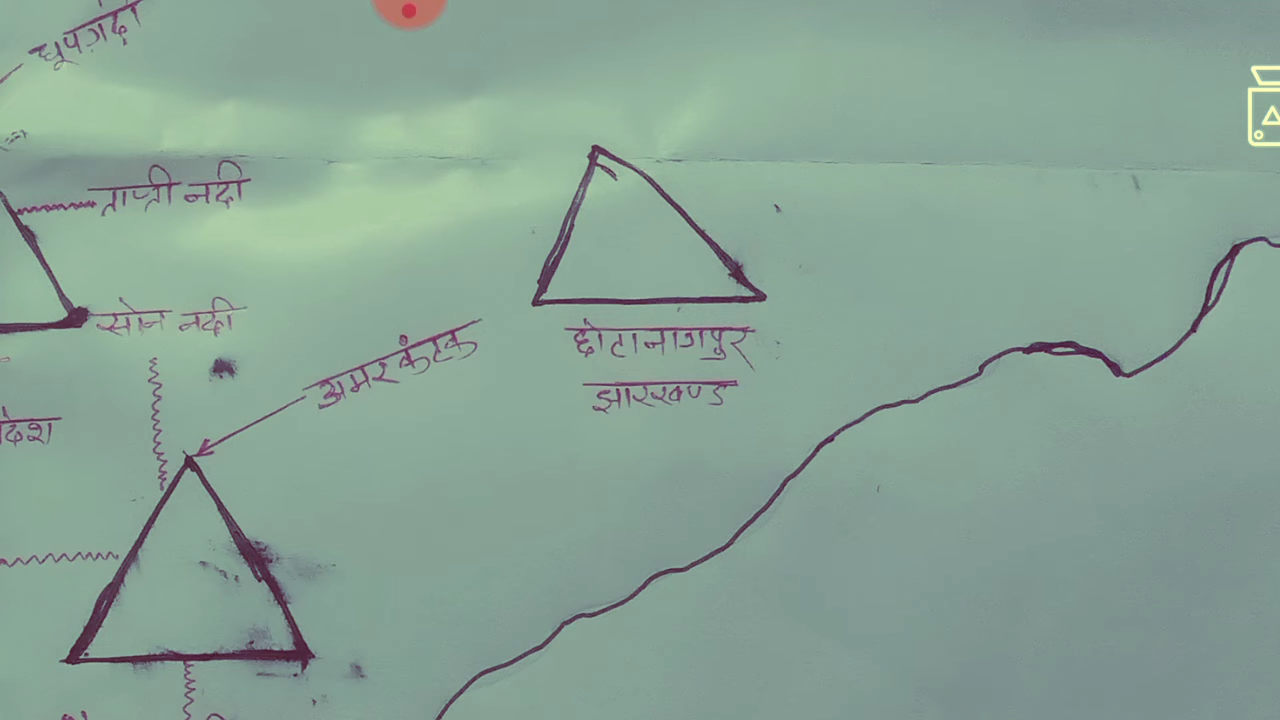 धूपगढ़
ताप्ती नदी
सोन नदी
अमरकंटक
छोटानागपुर
झारखण्ड
देश